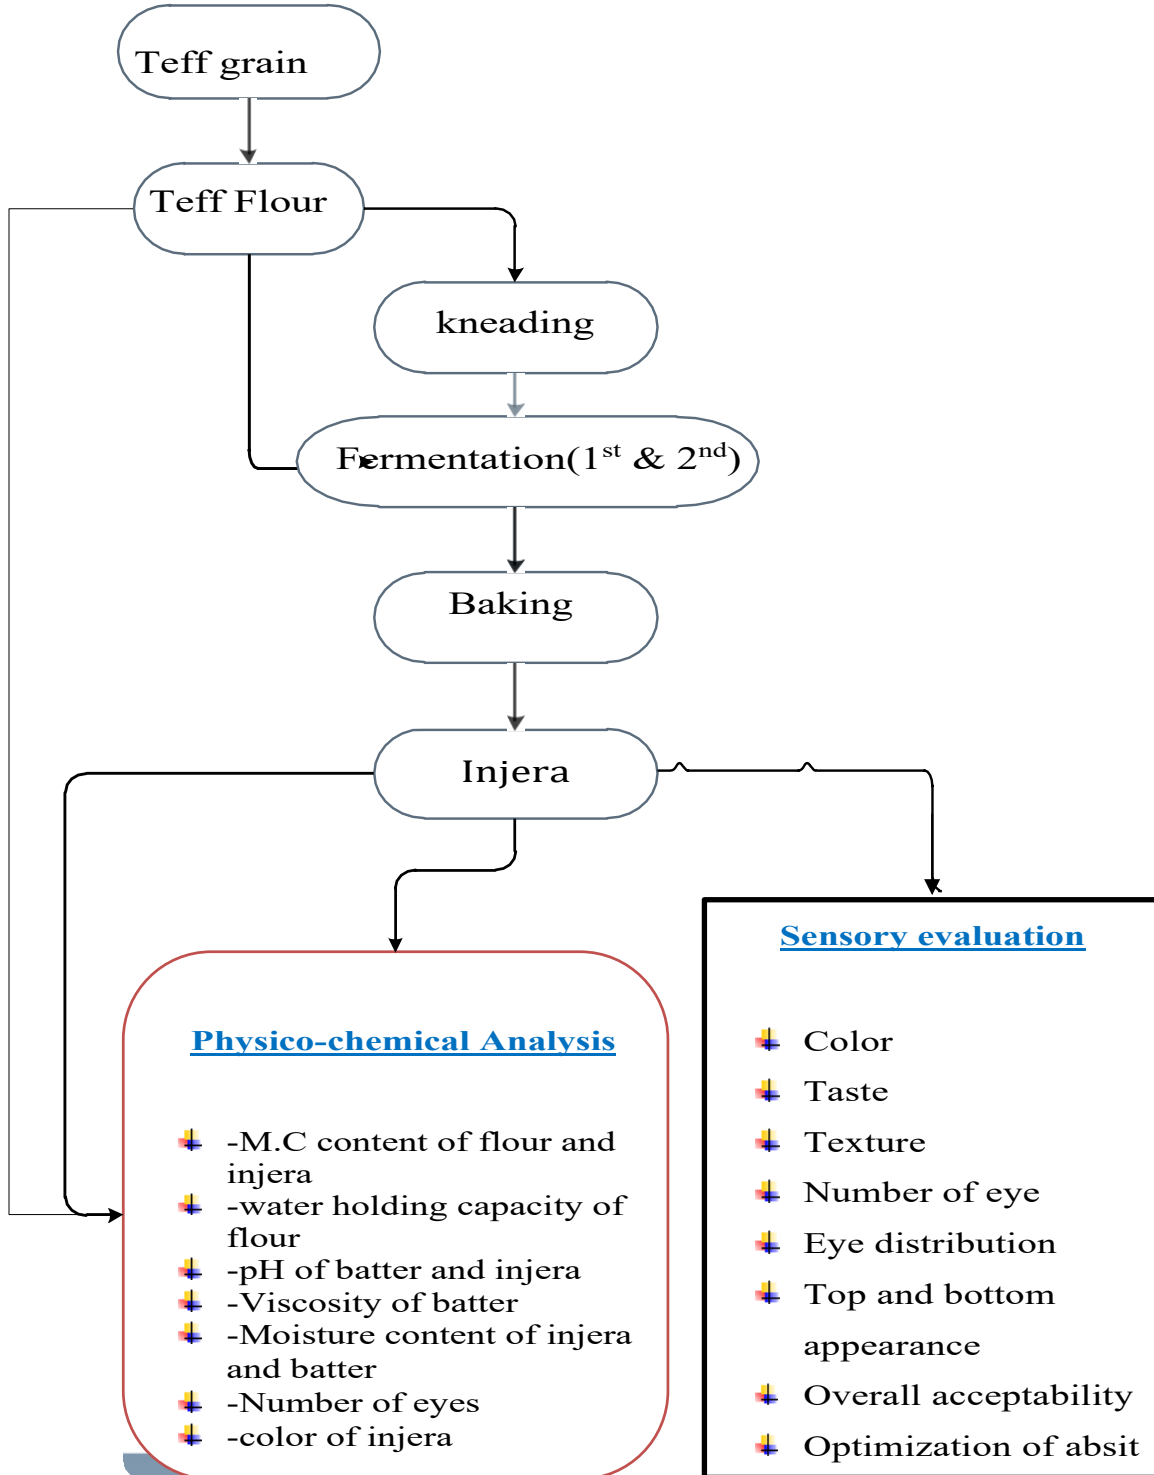 Teff grain
Teff Flour
kneading
Fermentation(1st & 2nd)
Baking
Injera
Physico-chemical Analysis
-M.C content of flour and
injera
-water holding capacity of
flour
-pH of batter and injera
-Viscosity of batter
-Moisture content of injera
and batter
-Number of eyes
-color of injera
Sensory evaluation
Color
Taste
Texture
Number of eye
Eye distribution
Top and bottom
appearance
Overall acceptability
Optimization of absit